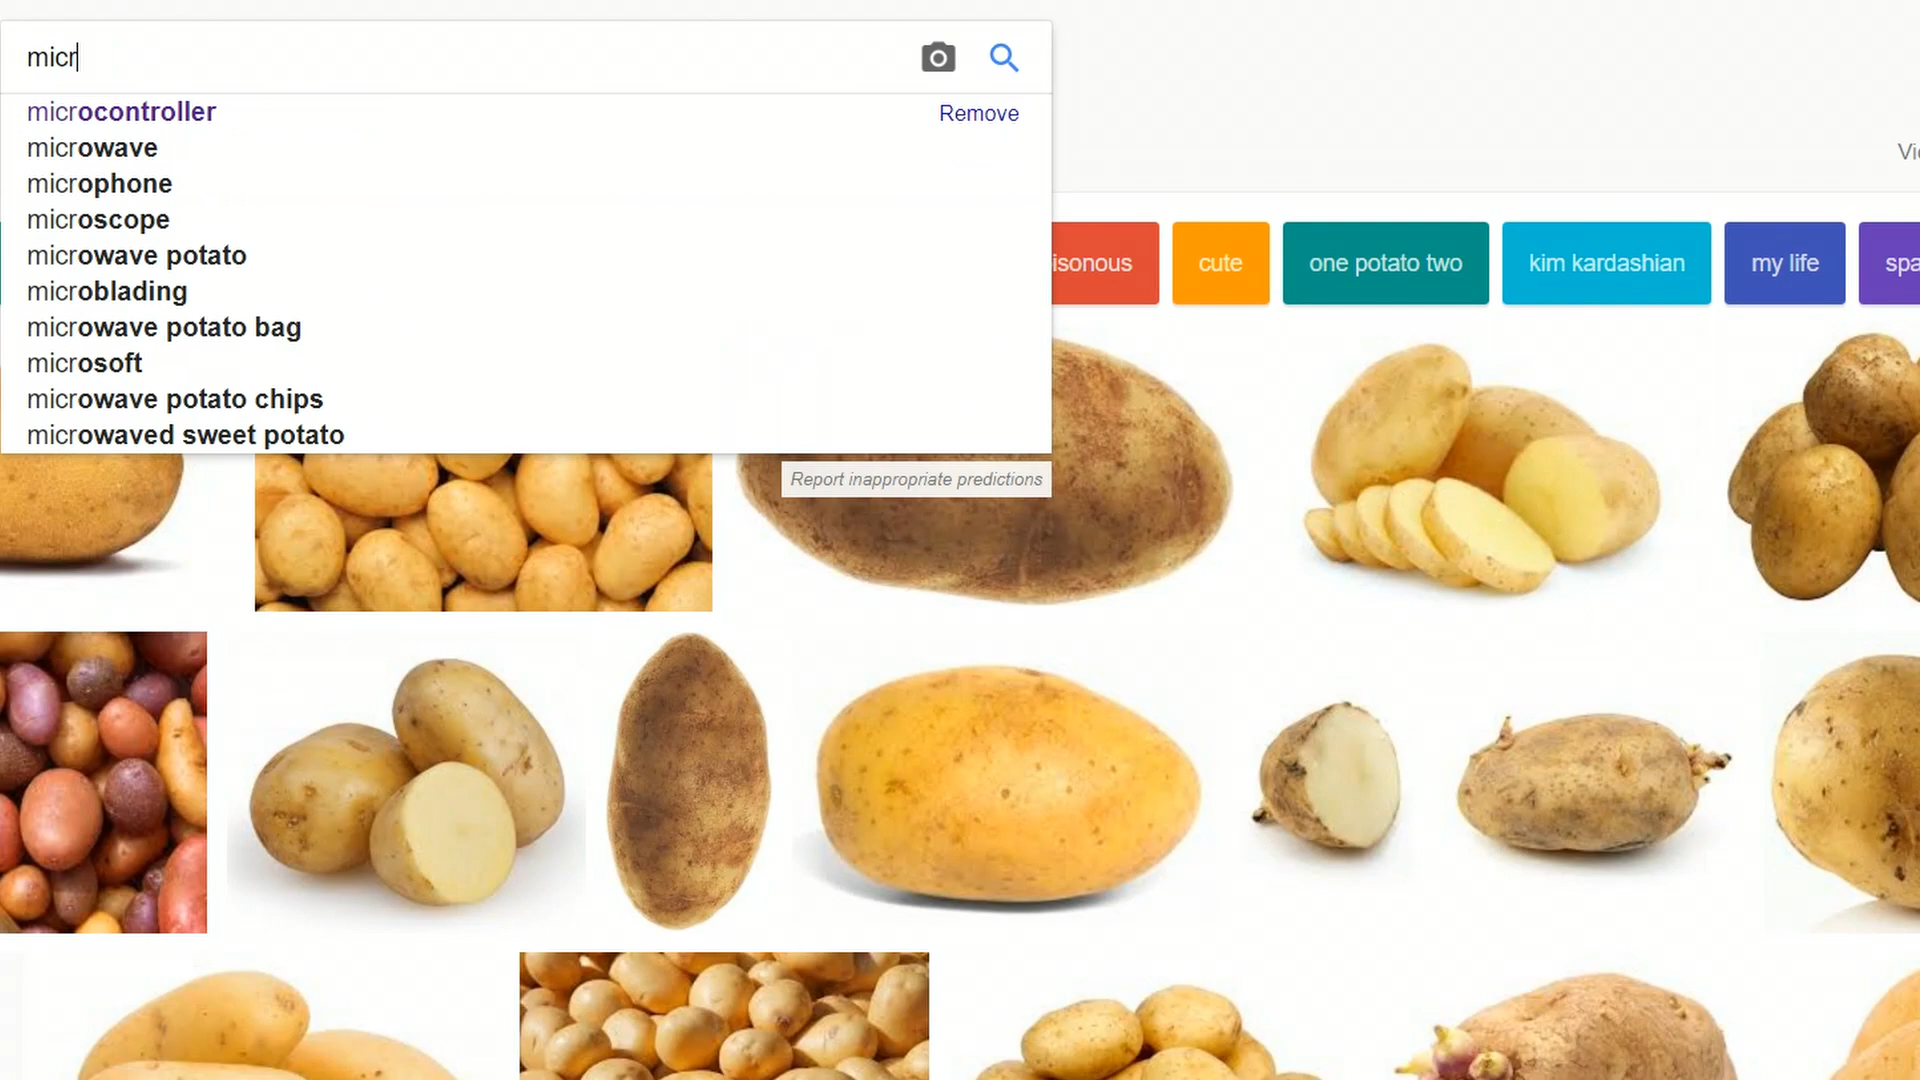 micr
microcontroller Remove
microwave
microphone
microscope
microwave potato
microblading
microwave potato bag
microsoft
microwave potato chips
microwaved sweet potato
Report inappropriate predictions
Vi
isonous cute one potato two kim kardashian my life spa